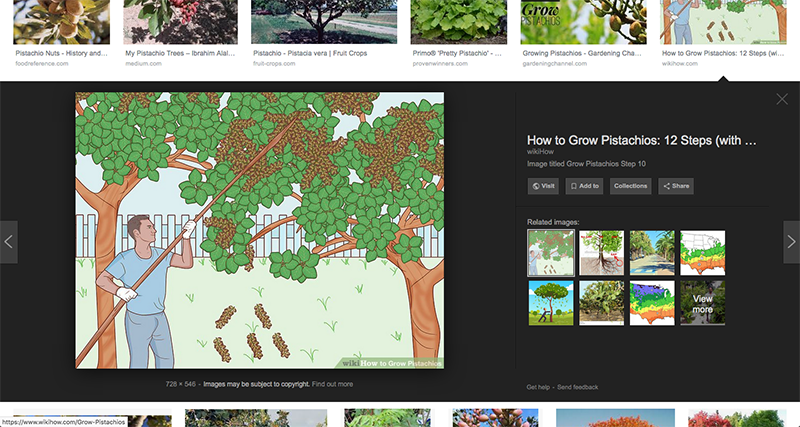 Grow
PISTACHIOS
Pistachio Nuts - History and...
foodreference.com
My Pistachio Trees – Ibrahim Alal...
medium.com
Pistachio - Pistacia vera | Fruit Crops
fruit-crops.com
Primo® 'Pretty Pistachio' - ...
provenwinners.com
Growing Pistachios - Gardening Cha...
gardeningchannel.com
How to Grow Pistachios: 12 Steps (wi...
wikihow.com
How to Grow Pistachios: 12 Steps (with ...
wikiHow
Image titled Grow Pistachios Step 10
Visit
Add to
Collections
Share
Related images:
View
more
wikiHow to Grow Pistachios
728 × 546 - Images may be subject to copyright. Find out more
Get help - Send feedback
https://www.wikihow.com/Grow-Pistachios